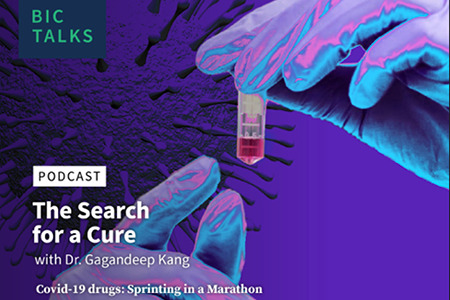 BIC
TALKS
PODCAST
The Search
for a Cure
with Dr. Gagandeep Kang
Covid-19 drugs: Sprinting in a Marathon